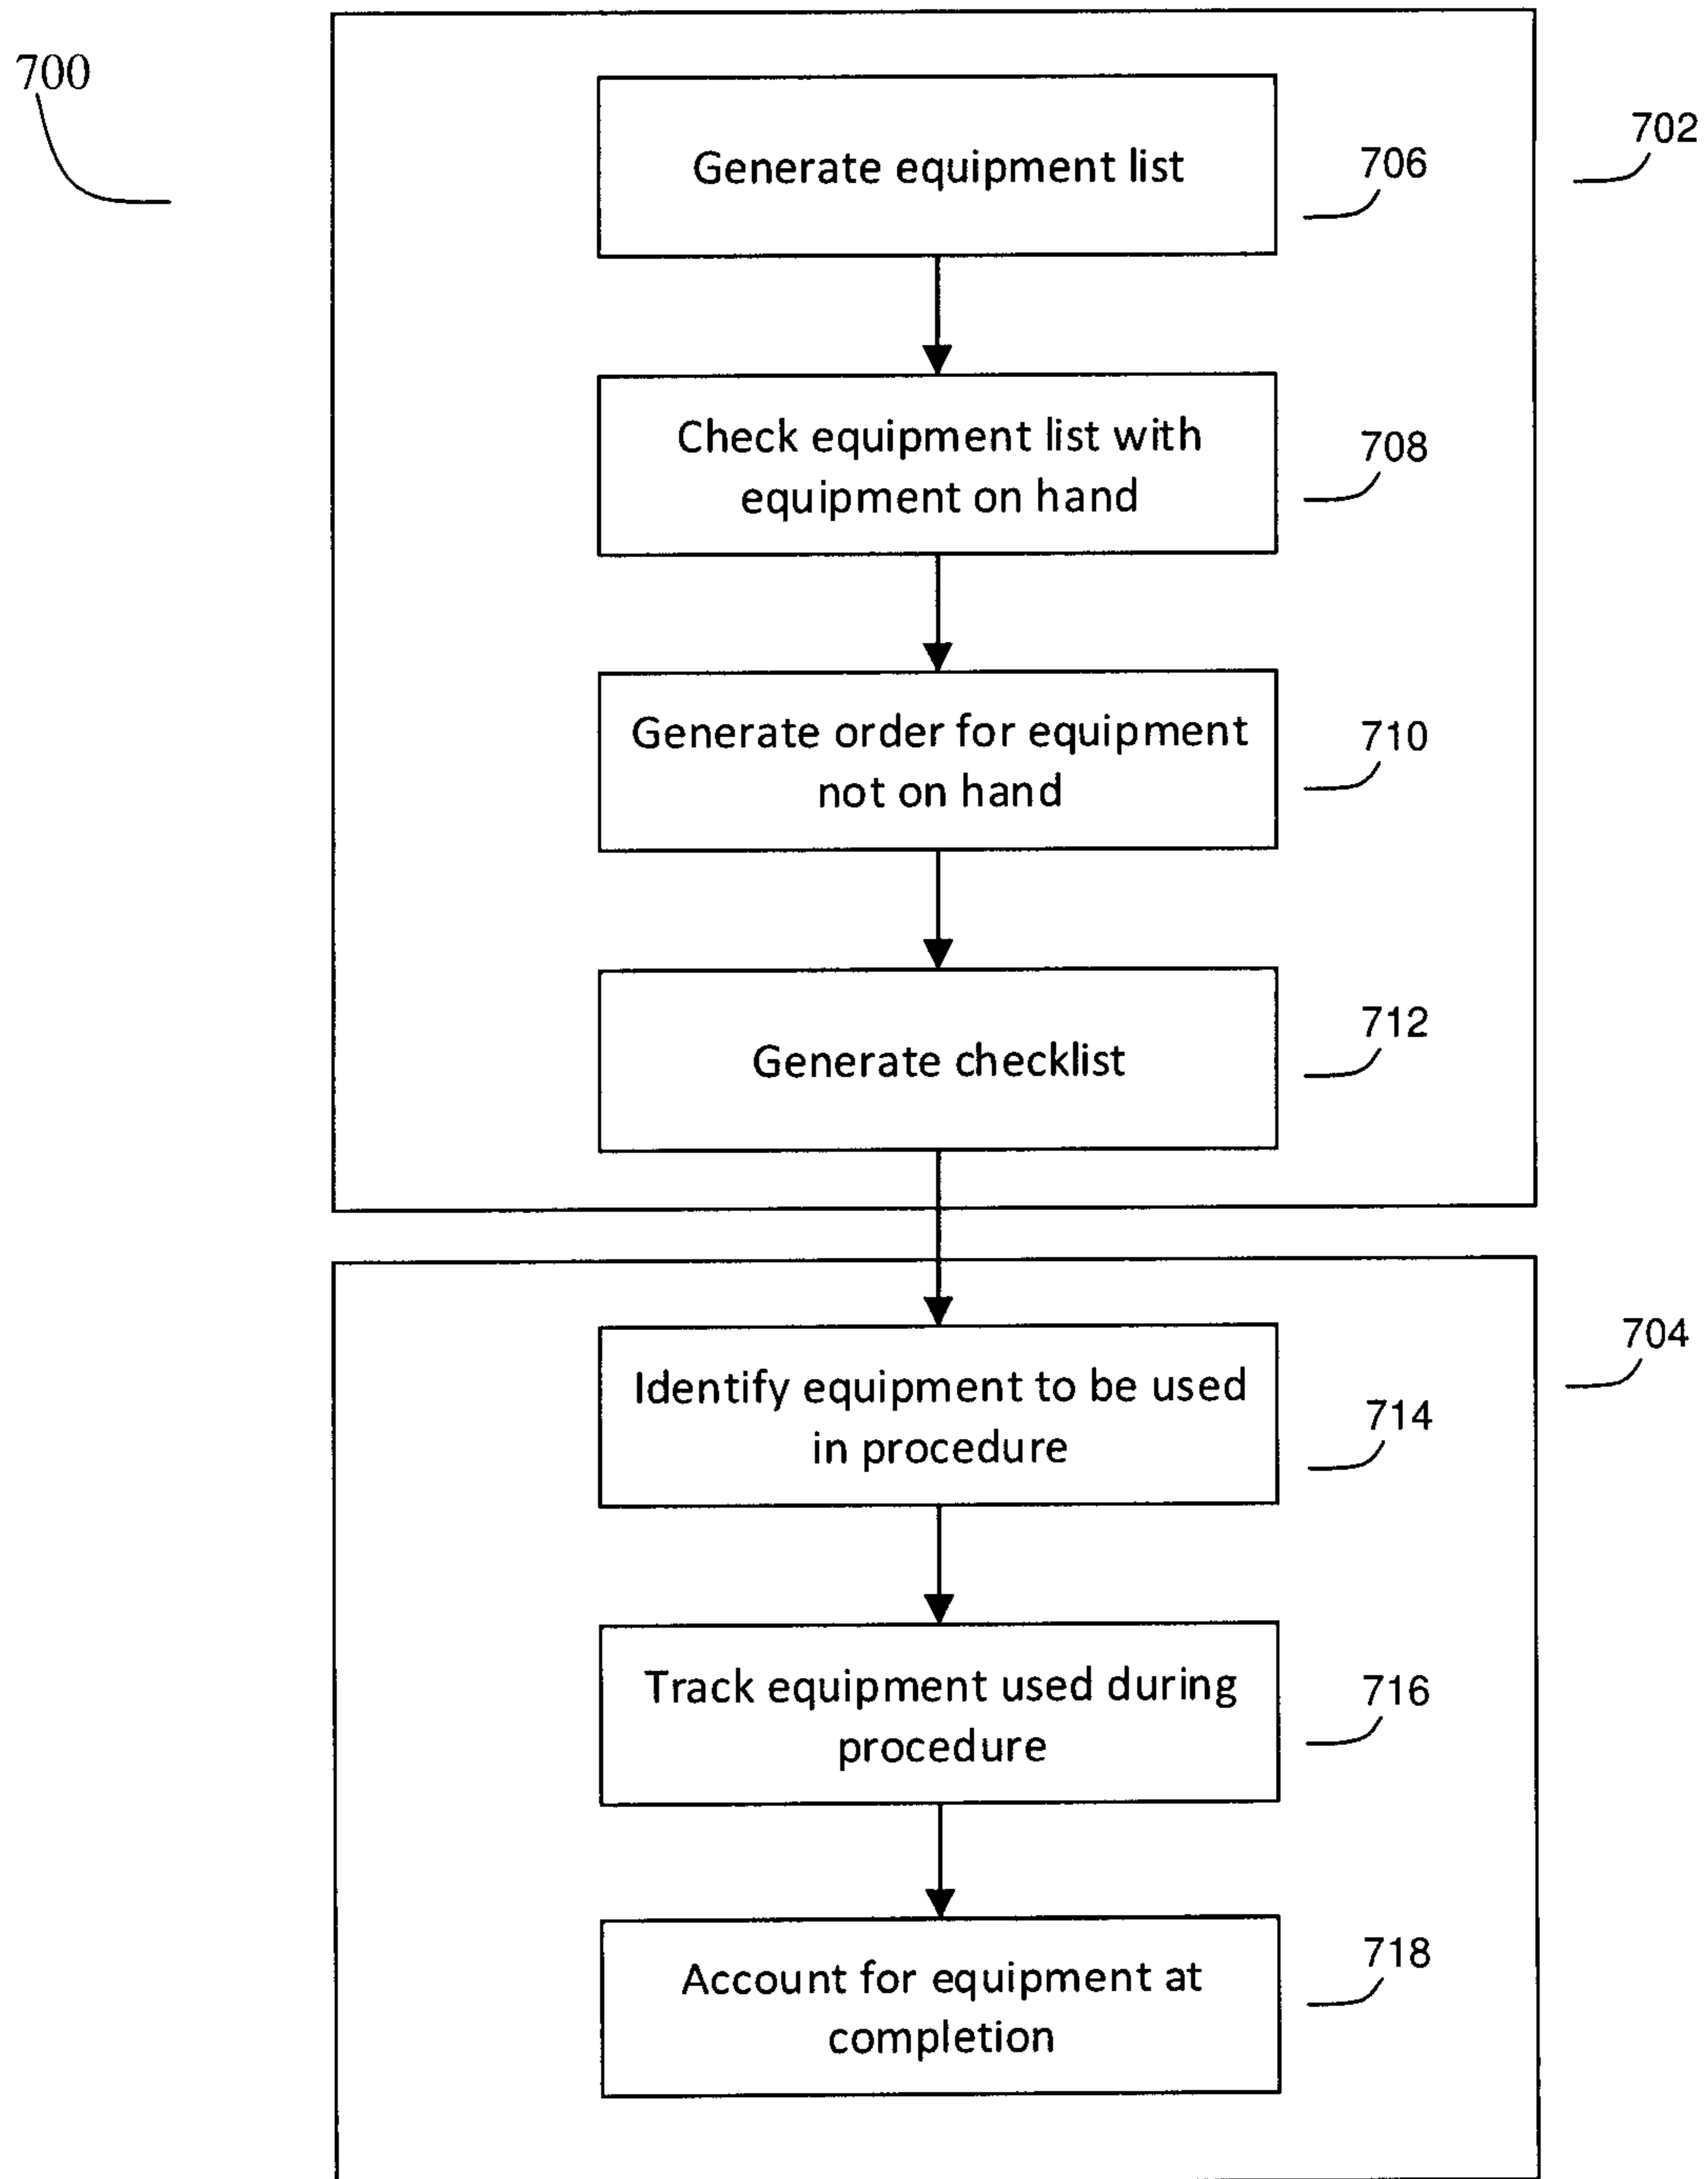 700
702
Generate equipment list
706
Check equipment list with
equipment on hand
708
Generate order for equipment
not on hand
710
Generate checklist
712
704
Identify equipment to be used
in procedure
714
Track equipment used during
procedure
716
Account for equipment at
completion
718